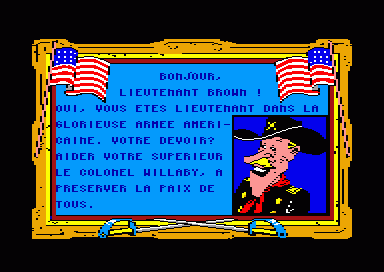 BONJOUR,
LIEUTENANT BROWN !
OUI, VOUS ETES LIEUTENANT DANS LA
GLORIEUSE ARMEE AMERI-
CAINE. VOTRE DEVOIR?
AIDER VOTRE SUPERIEUR
LE COLONEL WILLABY, A
PRESERVER LA PAIX DE
TOUS.